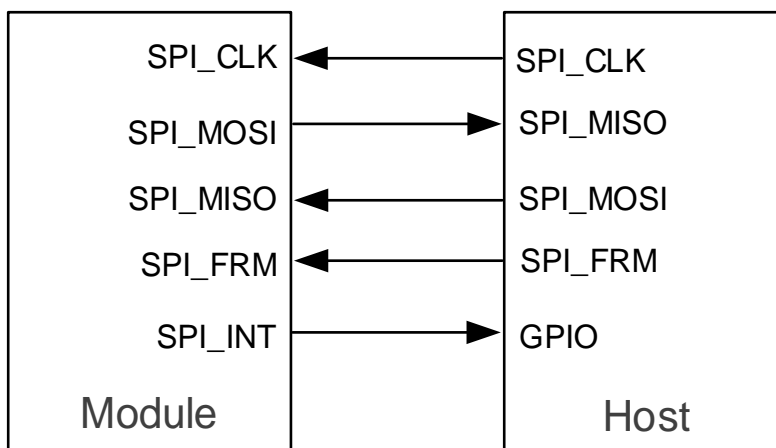 SPI_CLK SPI_CLK
SPI_MOSI SPI_MISO
SPI_MISO SPI_MOSI
SPI_FRM SPI_FRM
SPI_INT GPIO
Module Host